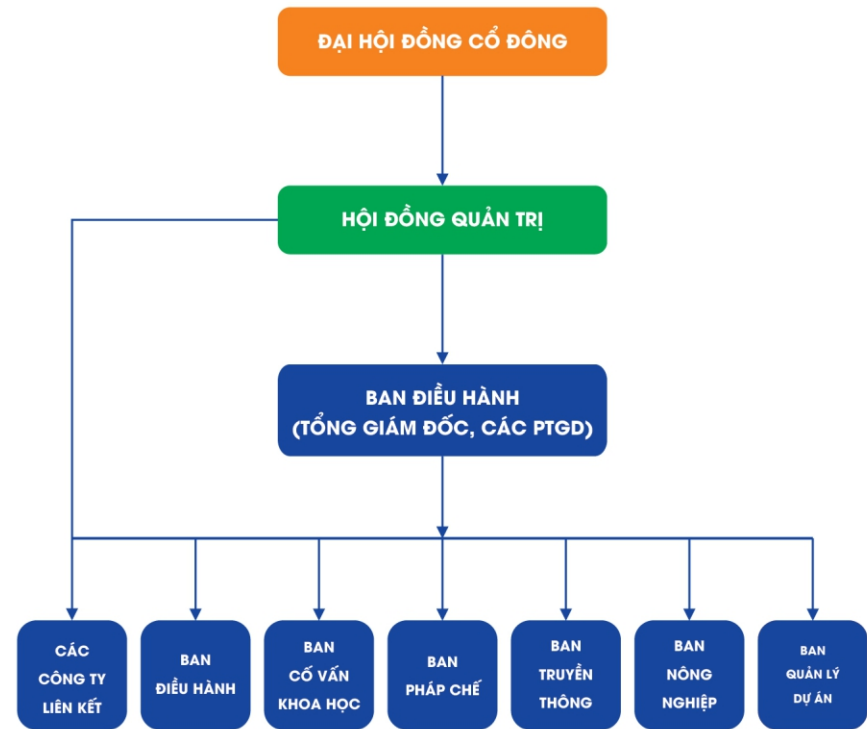 ĐẠI HỘI ĐỒNG CỔ ĐÔNG
HỘI ĐỒNG QUẢN TRỊ
BAN ĐIỀU HÀNH
(TỔNG GIÁM ĐỐC, CÁC PTGD)
CÁC
CÔNG TY
LIÊN KẾT
BAN
ĐIỀU HÀNH
BAN
CỐ VẤN
KHOA HỌC
BAN
PHÁP CHẾ
BAN
TRUYỀN
THÔNG
BAN
NÔNG
NGHIỆP
BAN
QUẢN LÝ
DỰ ÁN